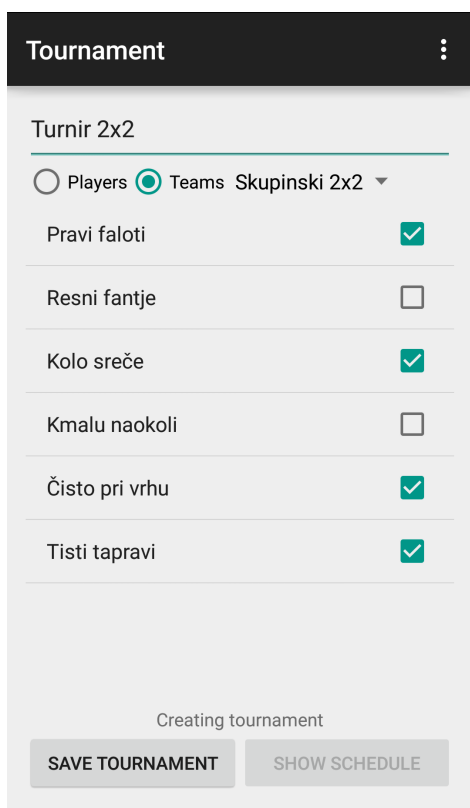 Tournament
Turnir 2x2
Players Teams Skupinski 2x2
Pravi faloti
Resni fantje
Kolo sreče
Kmalu naokoli
Čisto pri vrhu
Tisti tapravi
Creating tournament
SAVE TOURNAMENT SHOW SCHEDULE